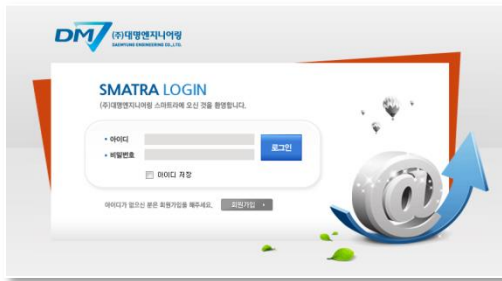 DM
(주)대명엔지니어링
DAEMYUNG ENGINEERING CO.,LTD.
SMATRA LOGIN
(주)대명엔지니어링 스마트라에 오신 것을 환영합니다.
아이디
비밀번호
로그인
아이디 저장
아이디가 없으신 분은 회원가입을 해주세요.
회원가입
@